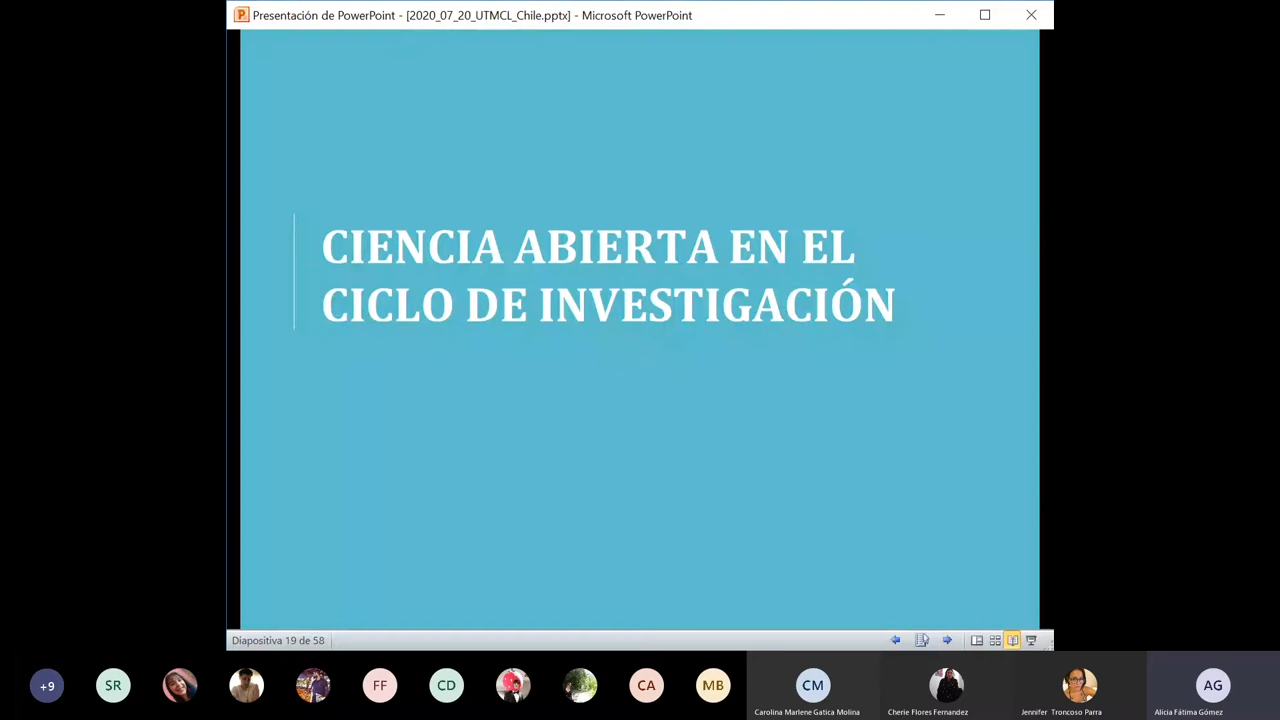 Presentación de PowerPoint - [2020_07_20_UTMCL_Chile.pptx] - Microsoft PowerPoint
CIENCIA ABIERTA EN EL
CICLO DE INVESTIGACIÓN
Diapositiva 19 de 58
+9
SR
FF
CD
CA
MB
CM
AG
Carolina Marlene Gatica Molina
Cherie Flores Fernandez
Jennifer Troncoso Parra
Alicia Fátima Gómez